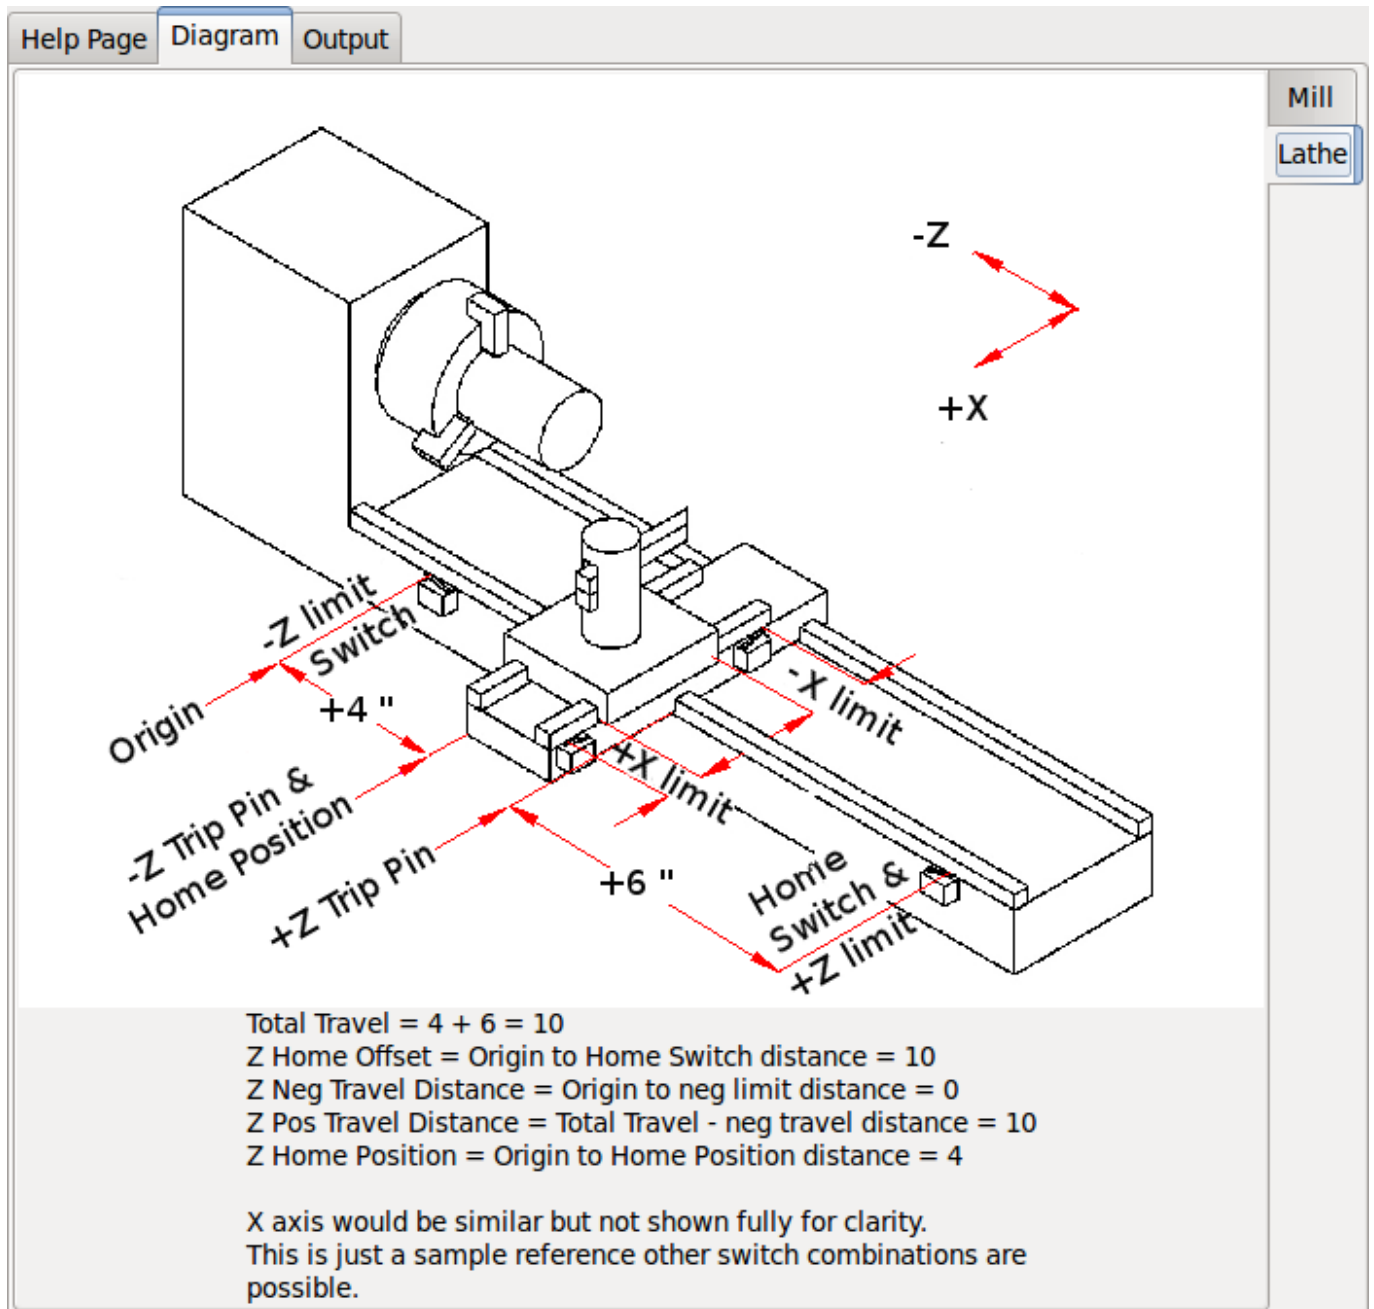 Help Page
Diagram
Output
Mill
Lathe
-Z
+X
-Z limit
Switch
Origin
+4 "
-X limit
-Z Trip Pin &
Home Position
+X limit
+Z Trip Pin
+6 "
Home
Switch &
+Z limit
Total Travel = 4 + 6 = 10
Z Home Offset = Origin to Home Switch distance = 10
Z Neg Travel Distance = Origin to neg limit distance = 0
Z Pos Travel Distance = Total Travel - neg travel distance = 10
Z Home Position = Origin to Home Position distance = 4
X axis would be similar but not shown fully for clarity.
This is just a sample reference other switch combinations are
possible.